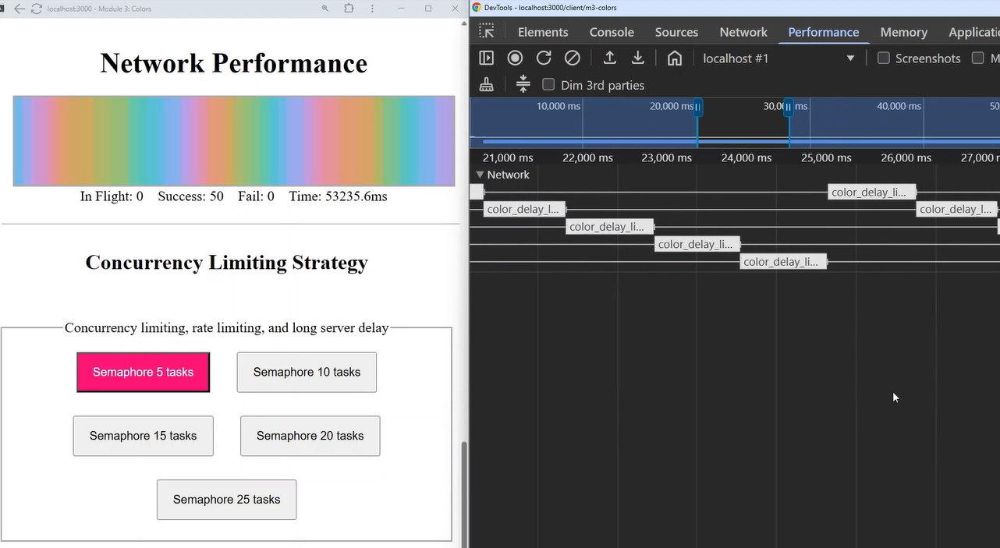 localhost:3000 - Module 3: Colors
Network Performance
In Flight: 0 Success: 50 Fail: 0 Time: 53235.6ms
Concurrency Limiting Strategy
Concurrency limiting, rate limiting, and long server delay
Semaphore 5 tasks
Semaphore 10 tasks
Semaphore 15 tasks
Semaphore 20 tasks
Semaphore 25 tasks
DevTools - localhost:3000/client/m3-colors
Elements Console Sources Network Performance Memory Applicati
localhost #1 Screenshots M
Dim 3rd parties
10,000 ms 20,000 ms 30,00 ms 40,000 ms 50
21,000 ms 22,000 ms 23,000 ms 24,000 ms 25,000 ms 26,000 ms 27,000 r
Network
color_delay_li...
color_delay_l... color_delay_l...
color_delay_li...
color_delay_li...
color_delay_li...